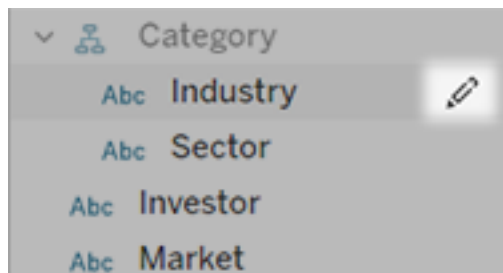 Category
Abc Industry
Abc Sector
Abc Investor
Abc Market